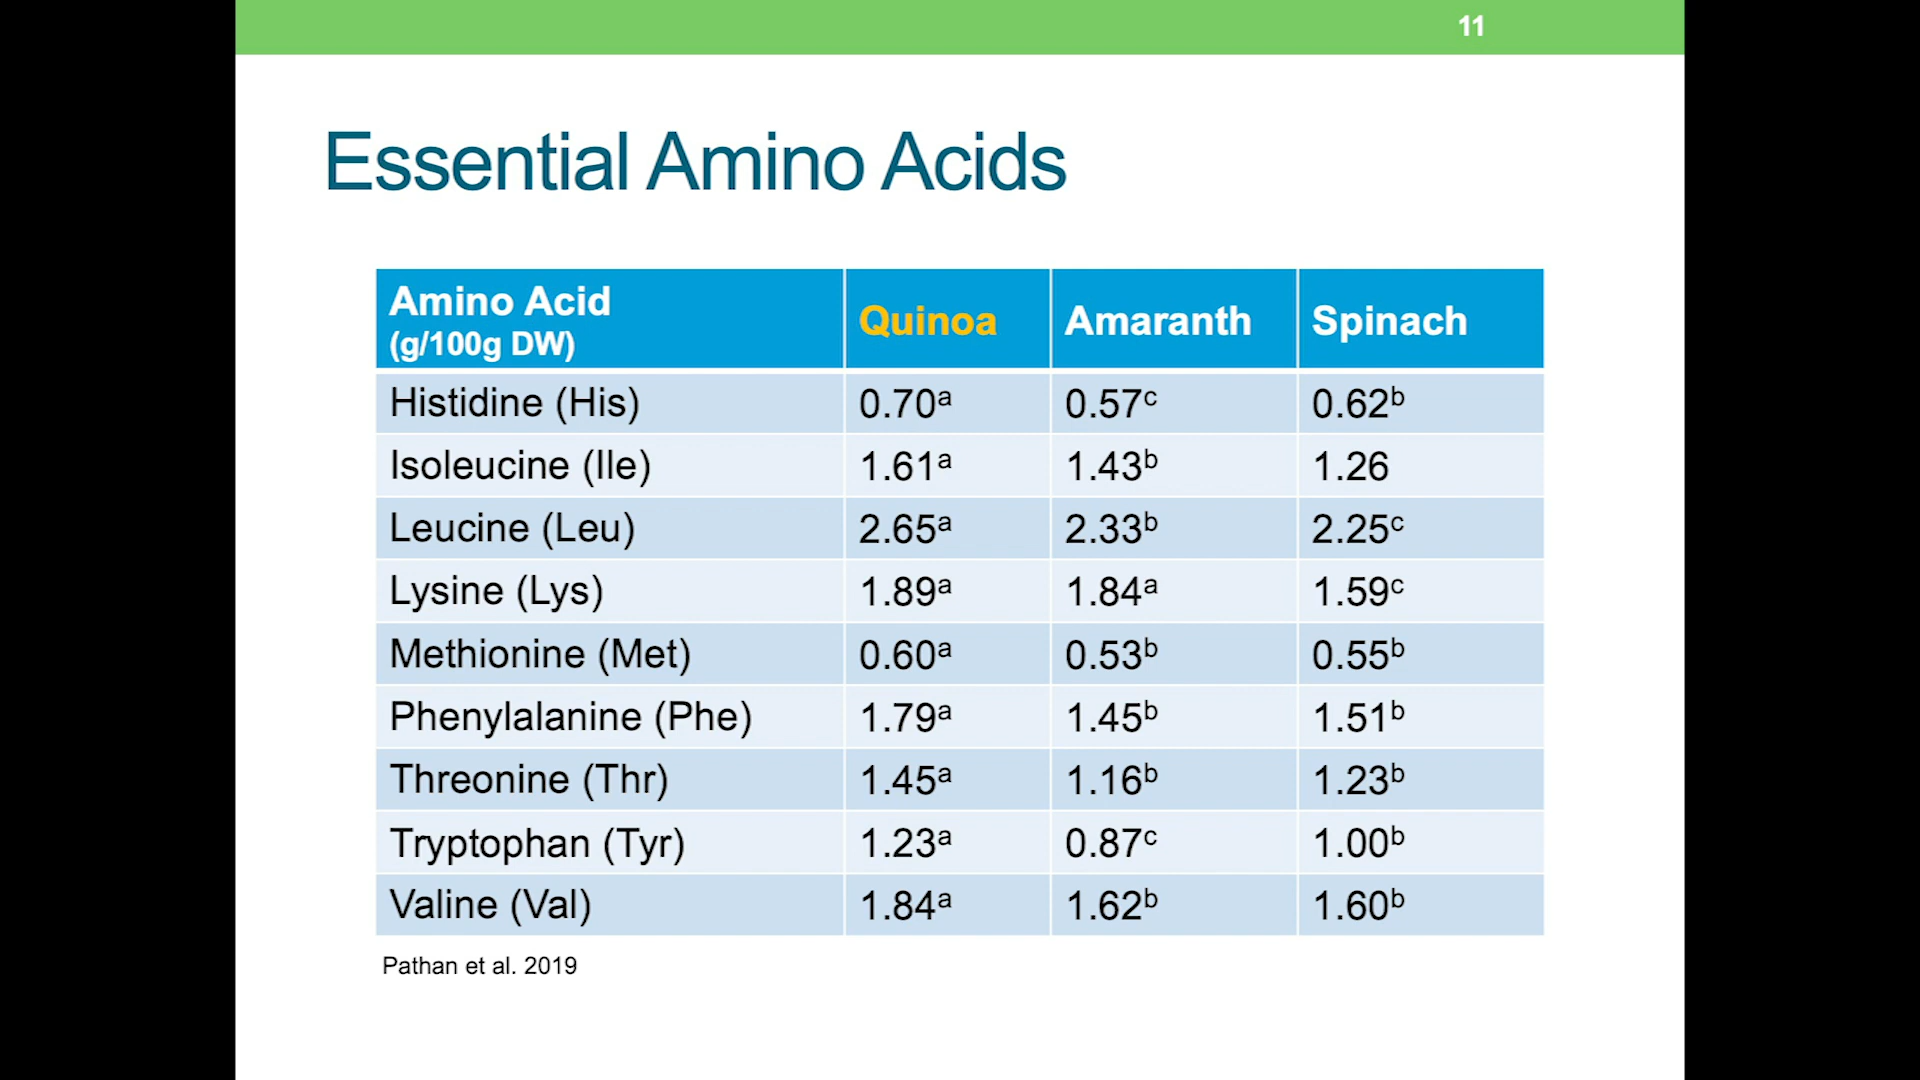 11
Essential Amino Acids
Amino Acid Quinoa Amaranth Spinach
(g/100g DW)
Histidine (His) 0.70ᵃ 0.57ᶜ 0.62ᵇ
Isoleucine (Ile) 1.61ᵃ 1.43ᵇ 1.26
Leucine (Leu) 2.65ᵃ 2.33ᵇ 2.25ᶜ
Lysine (Lys) 1.89ᵃ 1.84ᵃ 1.59ᶜ
Methionine (Met) 0.60ᵃ 0.53ᵇ 0.55ᵇ
Phenylalanine (Phe) 1.79ᵃ 1.45ᵇ 1.51ᵇ
Threonine (Thr) 1.45ᵃ 1.16ᵇ 1.23ᵇ
Tryptophan (Tyr) 1.23ᵃ 0.87ᶜ 1.00ᵇ
Valine (Val) 1.84ᵃ 1.62ᵇ 1.60ᵇ
Pathan et al. 2019